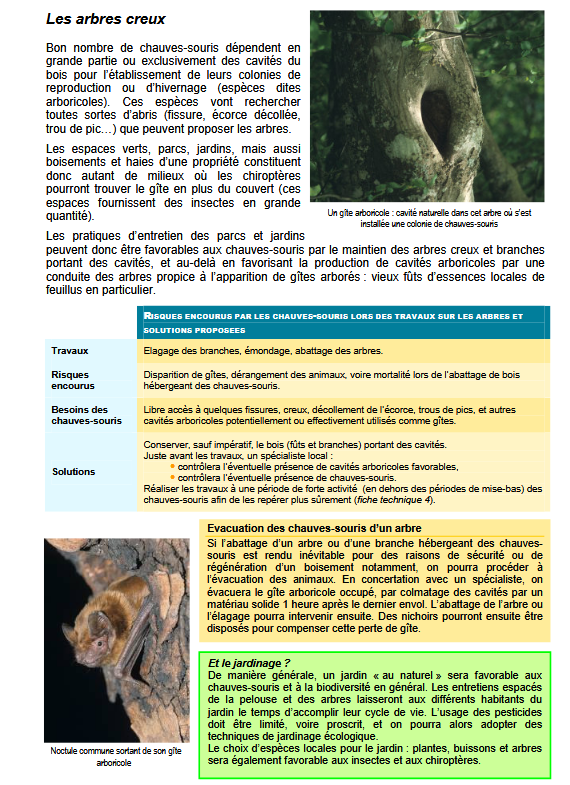 Les arbres creux
Bon nombre de chauves-souris dépendent en
grande partie ou exclusivement des cavités du
bois pour l'établissement de leurs colonies de
reproduction ou d'hivernage (espèces dites
arboricoles). Ces espèces vont rechercher
toutes sortes d'abris (fissure, écorce décollée,
trou de pic…) que peuvent proposer les arbres.
Les espaces verts, parcs, jardins, mais aussi
boisements et haies d'une propriété constituent
donc autant de milieux où les chiroptères
pourront trouver le gîte en plus du couvert (ces
espaces fournissent des insectes en grande
quantité).
Un gîte arboricole : cavité naturelle dans cet arbre où s'est
installée une colonie de chauves-souris
Les pratiques d'entretien des parcs et jardins
peuvent donc être favorables aux chauves-souris par le maintien des arbres creux et branches
portant des cavités, et au-delà en favorisant la production de cavités arboricoles par une
conduite des arbres propice à l'apparition de gîtes arborés : vieux fûts d'essences locales de
feuillus en particulier.
RISQUES ENCOURUS PAR LES CHAUVES-SOURIS LORS DES TRAVAUX SUR LES ARBRES ET
SOLUTIONS PROPOSEES
Travaux
Elagage des branches, émondage, abattage des arbres.
Risques
encourus
Disparition de gîtes, dérangement des animaux, voire mortalité lors de l'abattage de bois
hébergeant des chauves-souris.
Besoins des
chauves-souris
Libre accès à quelques fissures, creux, décollement de l'écorce, trous de pics, et autres
cavités arboricoles potentiellement ou effectivement utilisés comme gîtes.
Solutions
Conserver, sauf impératif, le bois (fûts et branches) portant des cavités.
Juste avant les travaux, un spécialiste local :
• contrôlera l'éventuelle présence de cavités arboricoles favorables,
• contrôlera l'éventuelle présence de chauves-souris.
Réaliser les travaux à une période de forte activité (en dehors des périodes de mise-bas) des
chauves-souris afin de les repérer plus sûrement (fiche technique 4).
Evacuation des chauves-souris d'un arbre
Si l'abattage d'un arbre ou d'une branche hébergeant des chauves-
souris est rendu inévitable pour des raisons de sécurité ou de
régénération d'un boisement notamment, on pourra procéder à
l'évacuation des animaux. En concertation avec un spécialiste, on
évacuera le gîte arboricole occupé, par colmatage des cavités par un
matériau solide 1 heure après le dernier envol. L'abattage de l'arbre ou
l'élagage pourra intervenir ensuite. Des nichoirs pourront ensuite être
disposés pour compenser cette perte de gîte.
Noctule commune sortant de son gîte
arboricole
Et le jardinage ?
De manière générale, un jardin « au naturel » sera favorable aux
chauves-souris et à la biodiversité en général. Les entretiens espacés
de la pelouse et des arbres laisseront aux différents habitants du
jardin le temps d'accomplir leur cycle de vie. L'usage des pesticides
doit être limité, voire proscrit, et on pourra alors adopter des
techniques de jardinage écologique.
Le choix d'espèces locales pour le jardin : plantes, buissons et arbres
sera également favorable aux insectes et aux chiroptères.